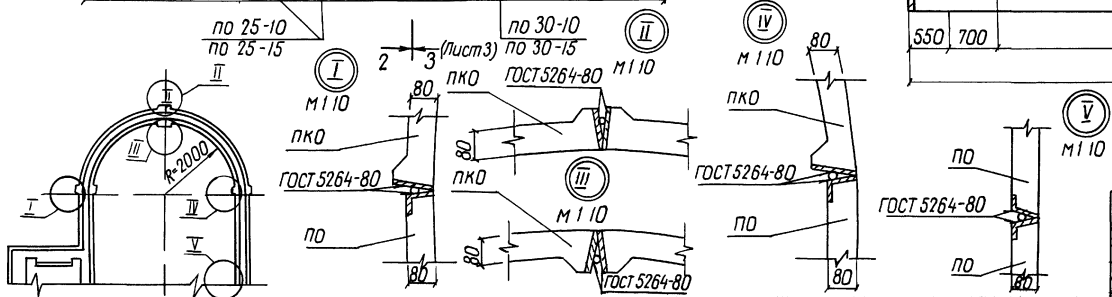 по 25-10
по 25-15
по 30-10
по 30-15
2 3 (Лист 3)
550 700
II
II
III
R=2000
I
IV
V
I
М 1:10
80
ПКО
ГОСТ 5264-80
ПО
80
II
М 1:10
ГОСТ 5264-80
ПКО
80
III
М 1:10
ПКО
80
ГОСТ 5264-80
IV
М 1:10
80
ПКО
ГОСТ 5264-80
ПО
80
V
М 1:10
ПО
ГОСТ 5264-80
ПО
80